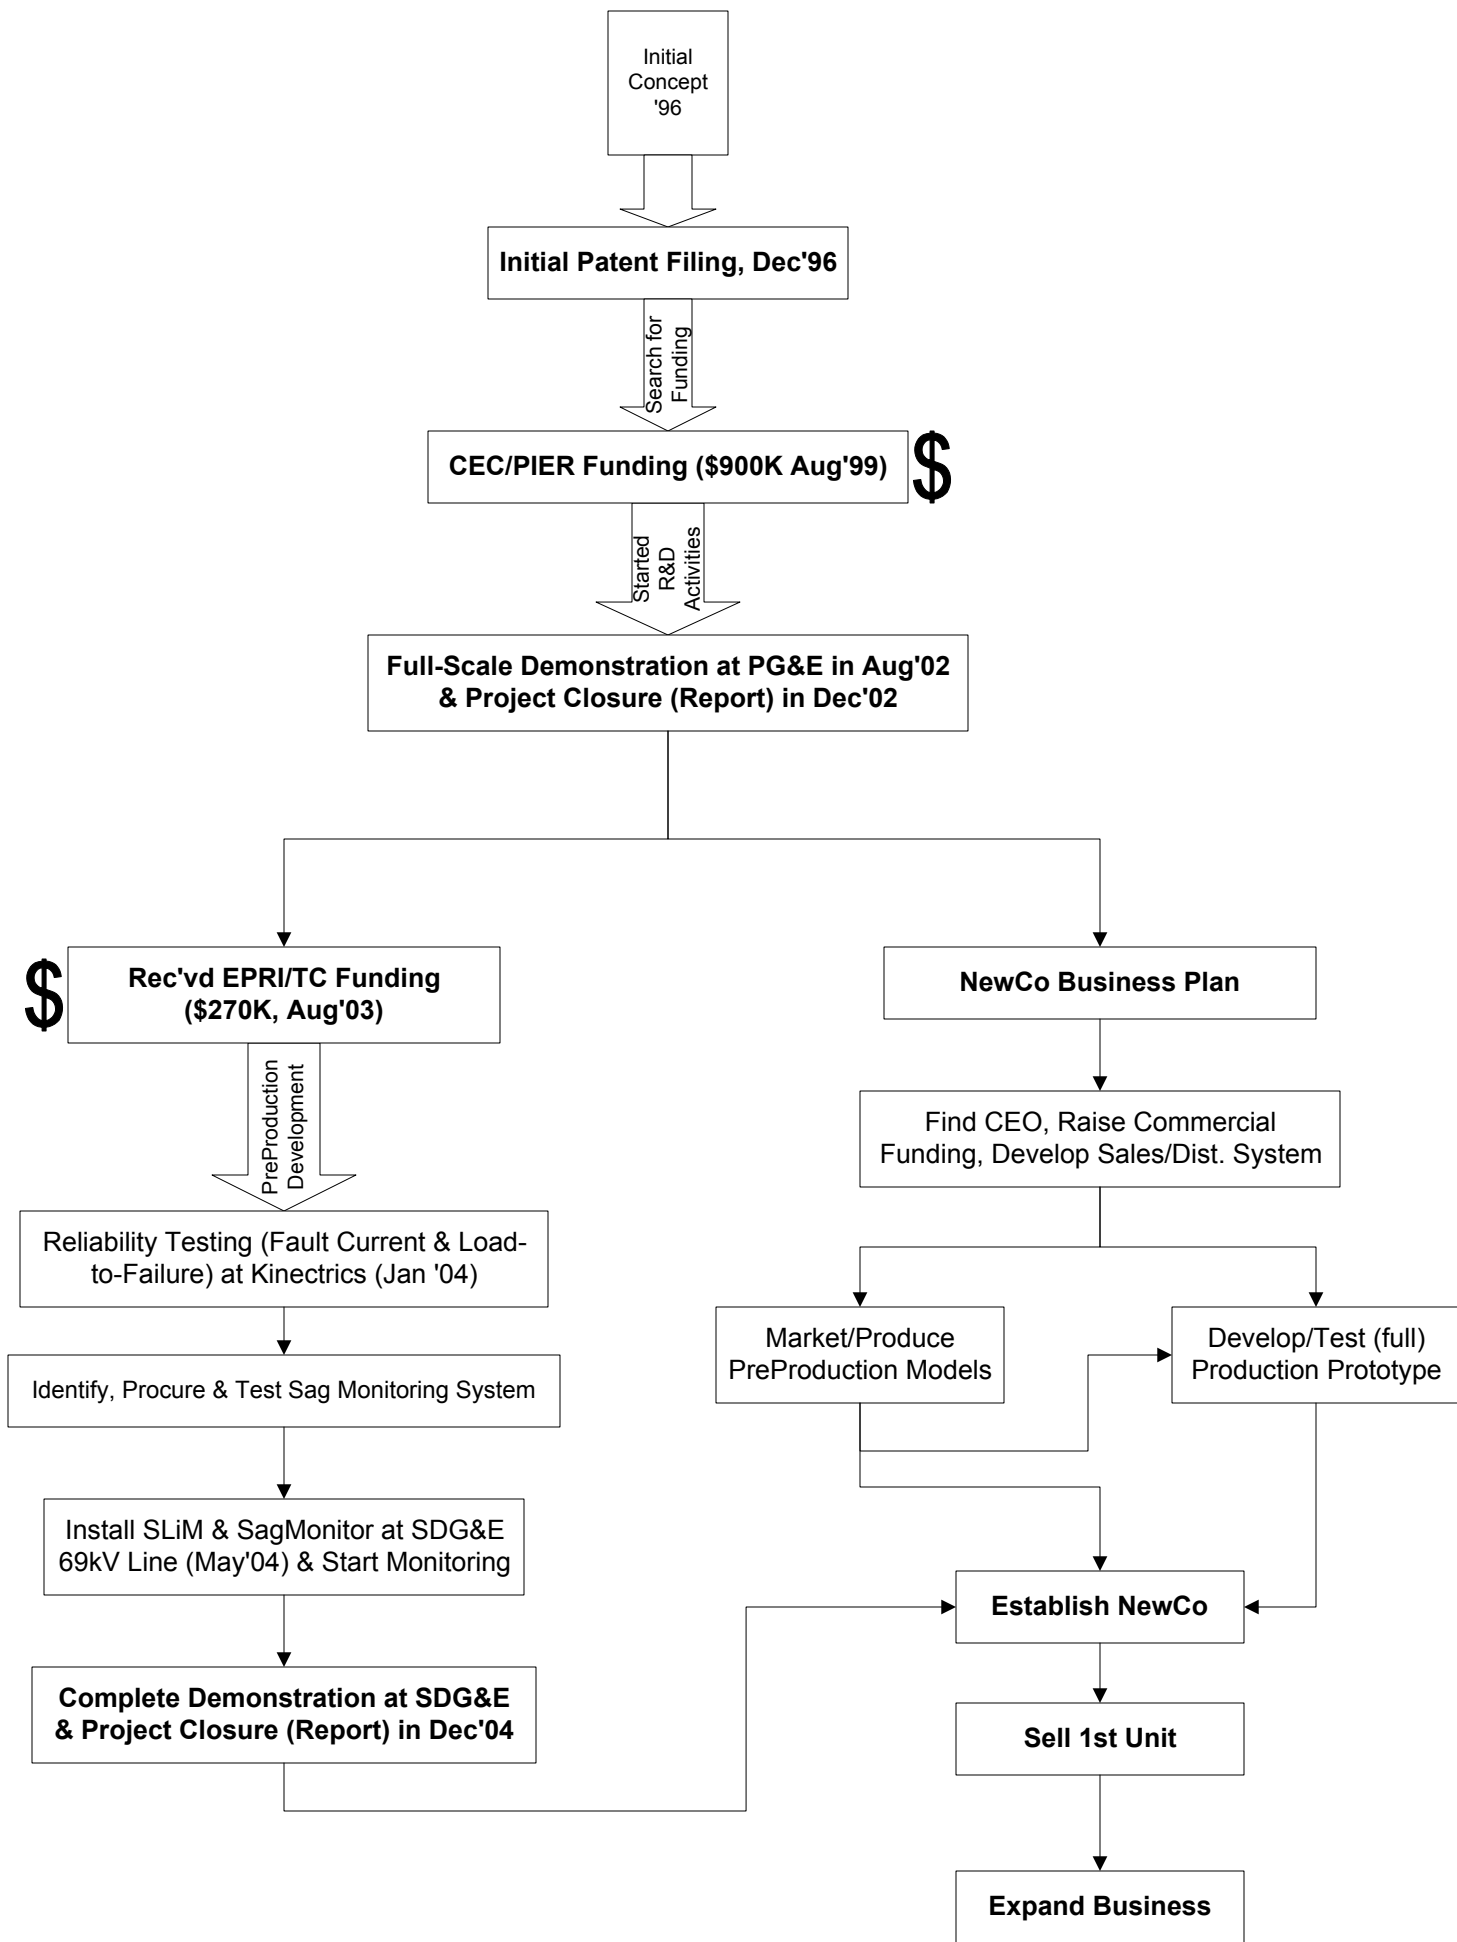 Initial
Concept
'96
Initial Patent Filing, Dec'96
Search for
Funding
CEC/PIER Funding ($900K Aug'99)
$
Started
R&D
Activities
Full-Scale Demonstration at PG&E in Aug'02
& Project Closure (Report) in Dec'02
$
Rec'vd EPRI/TC Funding
($270K, Aug'03)
NewCo Business Plan
PreProduction
Development
Find CEO, Raise Commercial
Funding, Develop Sales/Dist. System
Reliability Testing (Fault Current & Load-
to-Failure) at Kinectrics (Jan '04)
Market/Produce
PreProduction Models
Develop/Test (full)
Production Prototype
Identify, Procure & Test Sag Monitoring System
Install SLiM & SagMonitor at SDG&E
69kV Line (May'04) & Start Monitoring
Establish NewCo
Complete Demonstration at SDG&E
& Project Closure (Report) in Dec'04
Sell 1st Unit
Expand Business